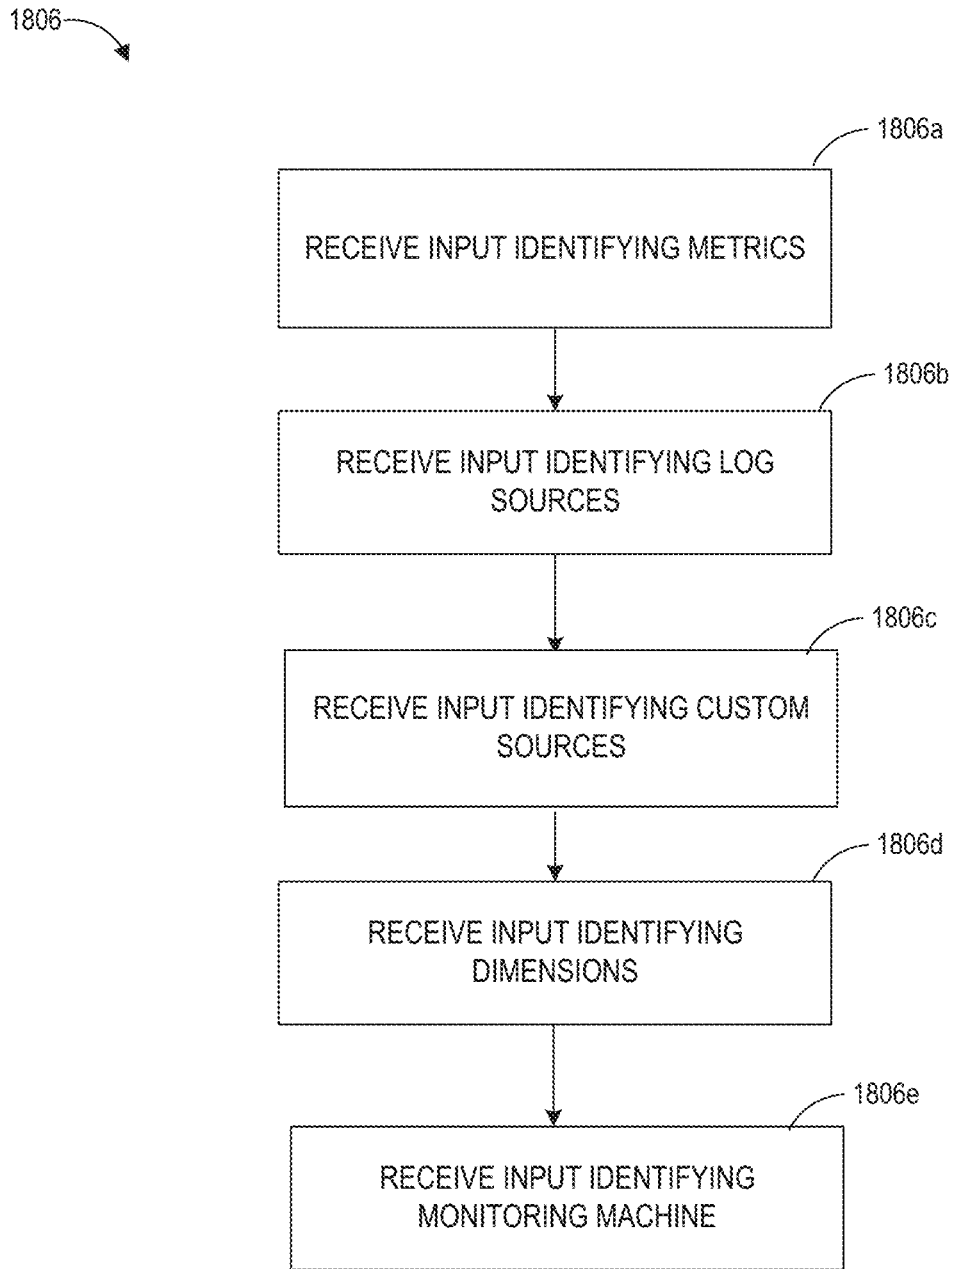 1806
1806a
RECEIVE INPUT IDENTIFYING METRICS
1806b
RECEIVE INPUT IDENTIFYING LOG
SOURCES
1806c
RECEIVE INPUT IDENTIFYING CUSTOM
SOURCES
1806d
RECEIVE INPUT IDENTIFYING
DIMENSIONS
1806e
RECEIVE INPUT IDENTIFYING
MONITORING MACHINE